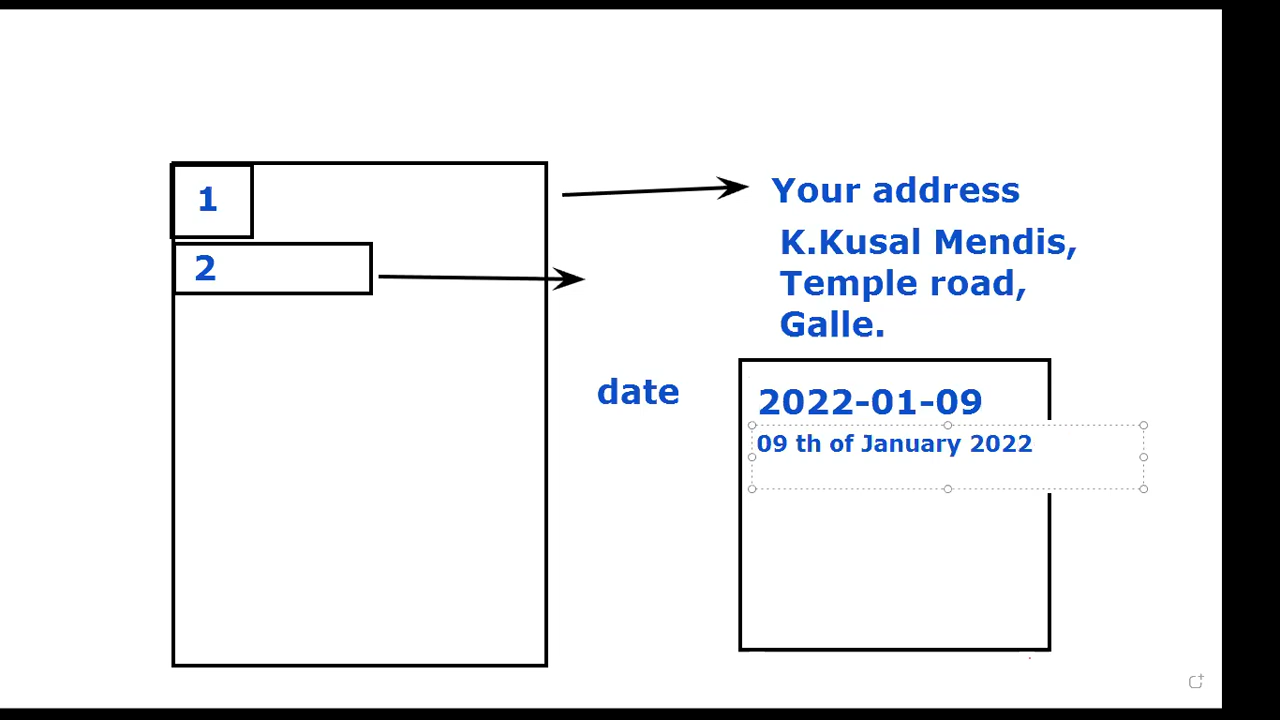 1
2
Your address
K.Kusal Mendis,
Temple road,
Galle.
date
2022-01-09
09 th of January 2022